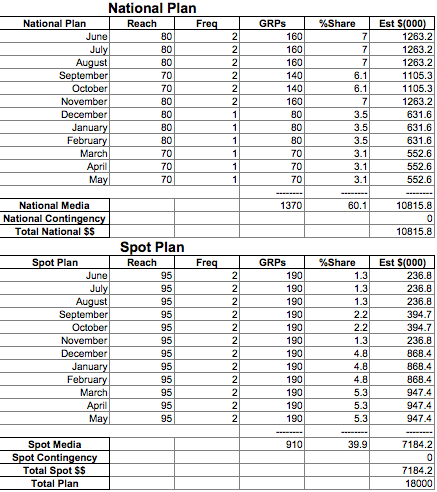 National Plan
National Plan Reach Freq GRPs %Share Est $(000)
June 80 2 160 7 1263.2
July 80 2 160 7 1263.2
August 80 2 160 7 1263.2
September 70 2 140 6.1 1105.3
October 70 2 140 6.1 1105.3
November 80 2 160 7 1263.2
December 80 1 80 3.5 631.6
January 80 1 80 3.5 631.6
February 80 1 80 3.5 631.6
March 70 1 70 3.1 552.6
April 70 1 70 3.1 552.6
May 70 1 70 3.1 552.6
-------- -------- --------
National Media 1370 60.1 10815.8
National Contingency 0
Total National $$ 10815.8
Spot Plan
Spot Plan Reach Freq GRPs %Share Est $(000)
June 95 2 190 1.3 236.8
July 95 2 190 1.3 236.8
August 95 2 190 1.3 236.8
September 95 2 190 2.2 394.7
October 95 2 190 2.2 394.7
November 95 2 190 1.3 236.8
December 95 2 190 4.8 868.4
January 95 2 190 4.8 868.4
February 95 2 190 4.8 868.4
March 95 2 190 5.3 947.4
April 95 2 190 5.3 947.4
May 95 2 190 5.3 947.4
-------- -------- --------
Spot Media 910 39.9 7184.2
Spot Contingency 0
Total Spot $$ 7184.2
Total Plan 18000